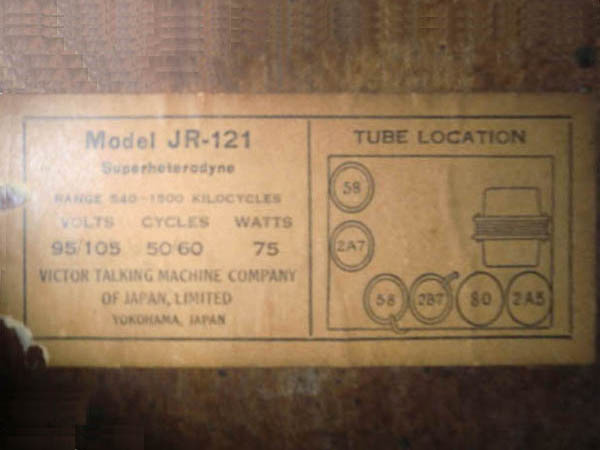 Model JR-121
Superheterodyne
RANGE 540-1500 KILOCYCLES
VOLTS CYCLES WATTS
95/105 50/60 75
VICTOR TALKING MACHINE COMPANY
OF JAPAN, LIMITED
YOKOHAMA, JAPAN
TUBE LOCATION
58
2A7
58 2B7 80 2A5